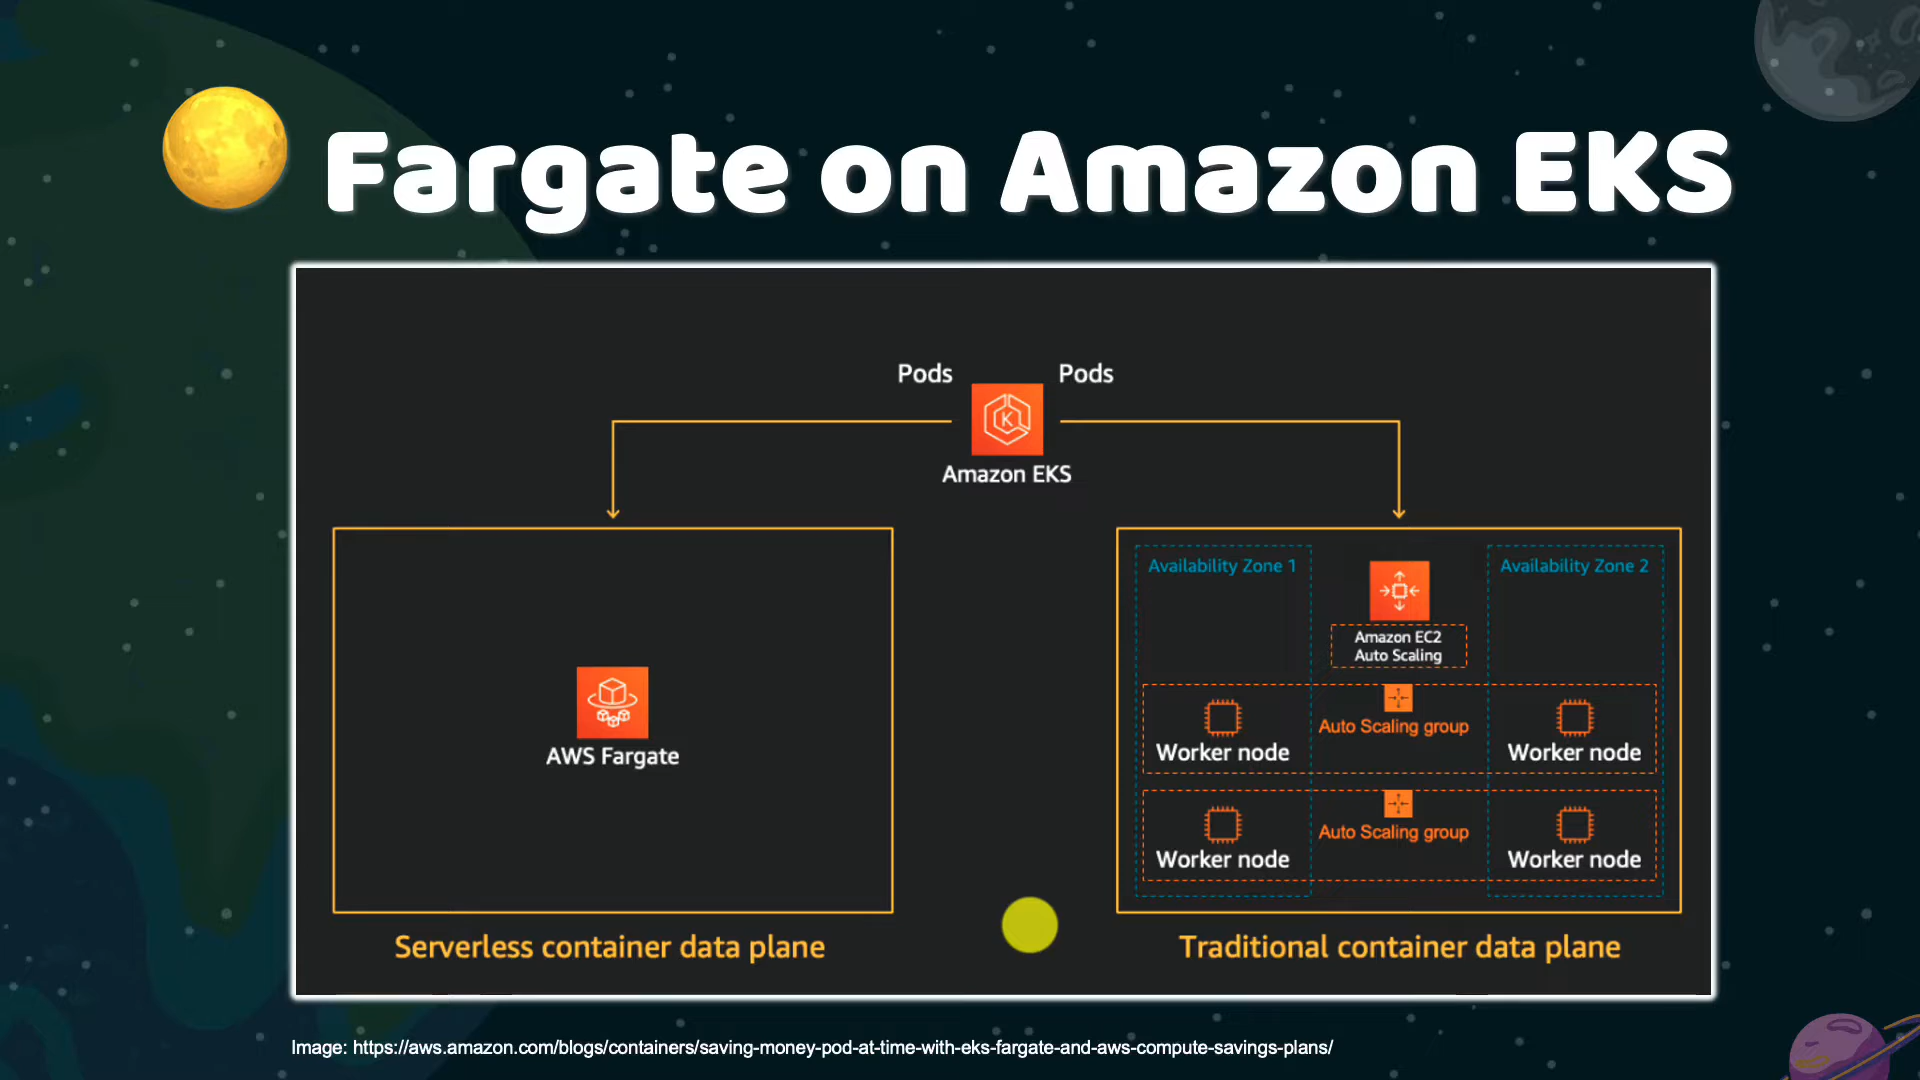 Fargate on Amazon EKS
Pods
Pods
K
Amazon EKS
AWS Fargate
Serverless container data plane
Availability Zone 1
Availability Zone 2
Amazon EC2
Auto Scaling
Auto Scaling group
Worker node
Worker node
Auto Scaling group
Worker node
Worker node
Traditional container data plane
Image: https://aws.amazon.com/blogs/containers/saving-money-pod-at-time-with-eks-fargate-and-aws-compute-savings-plans/